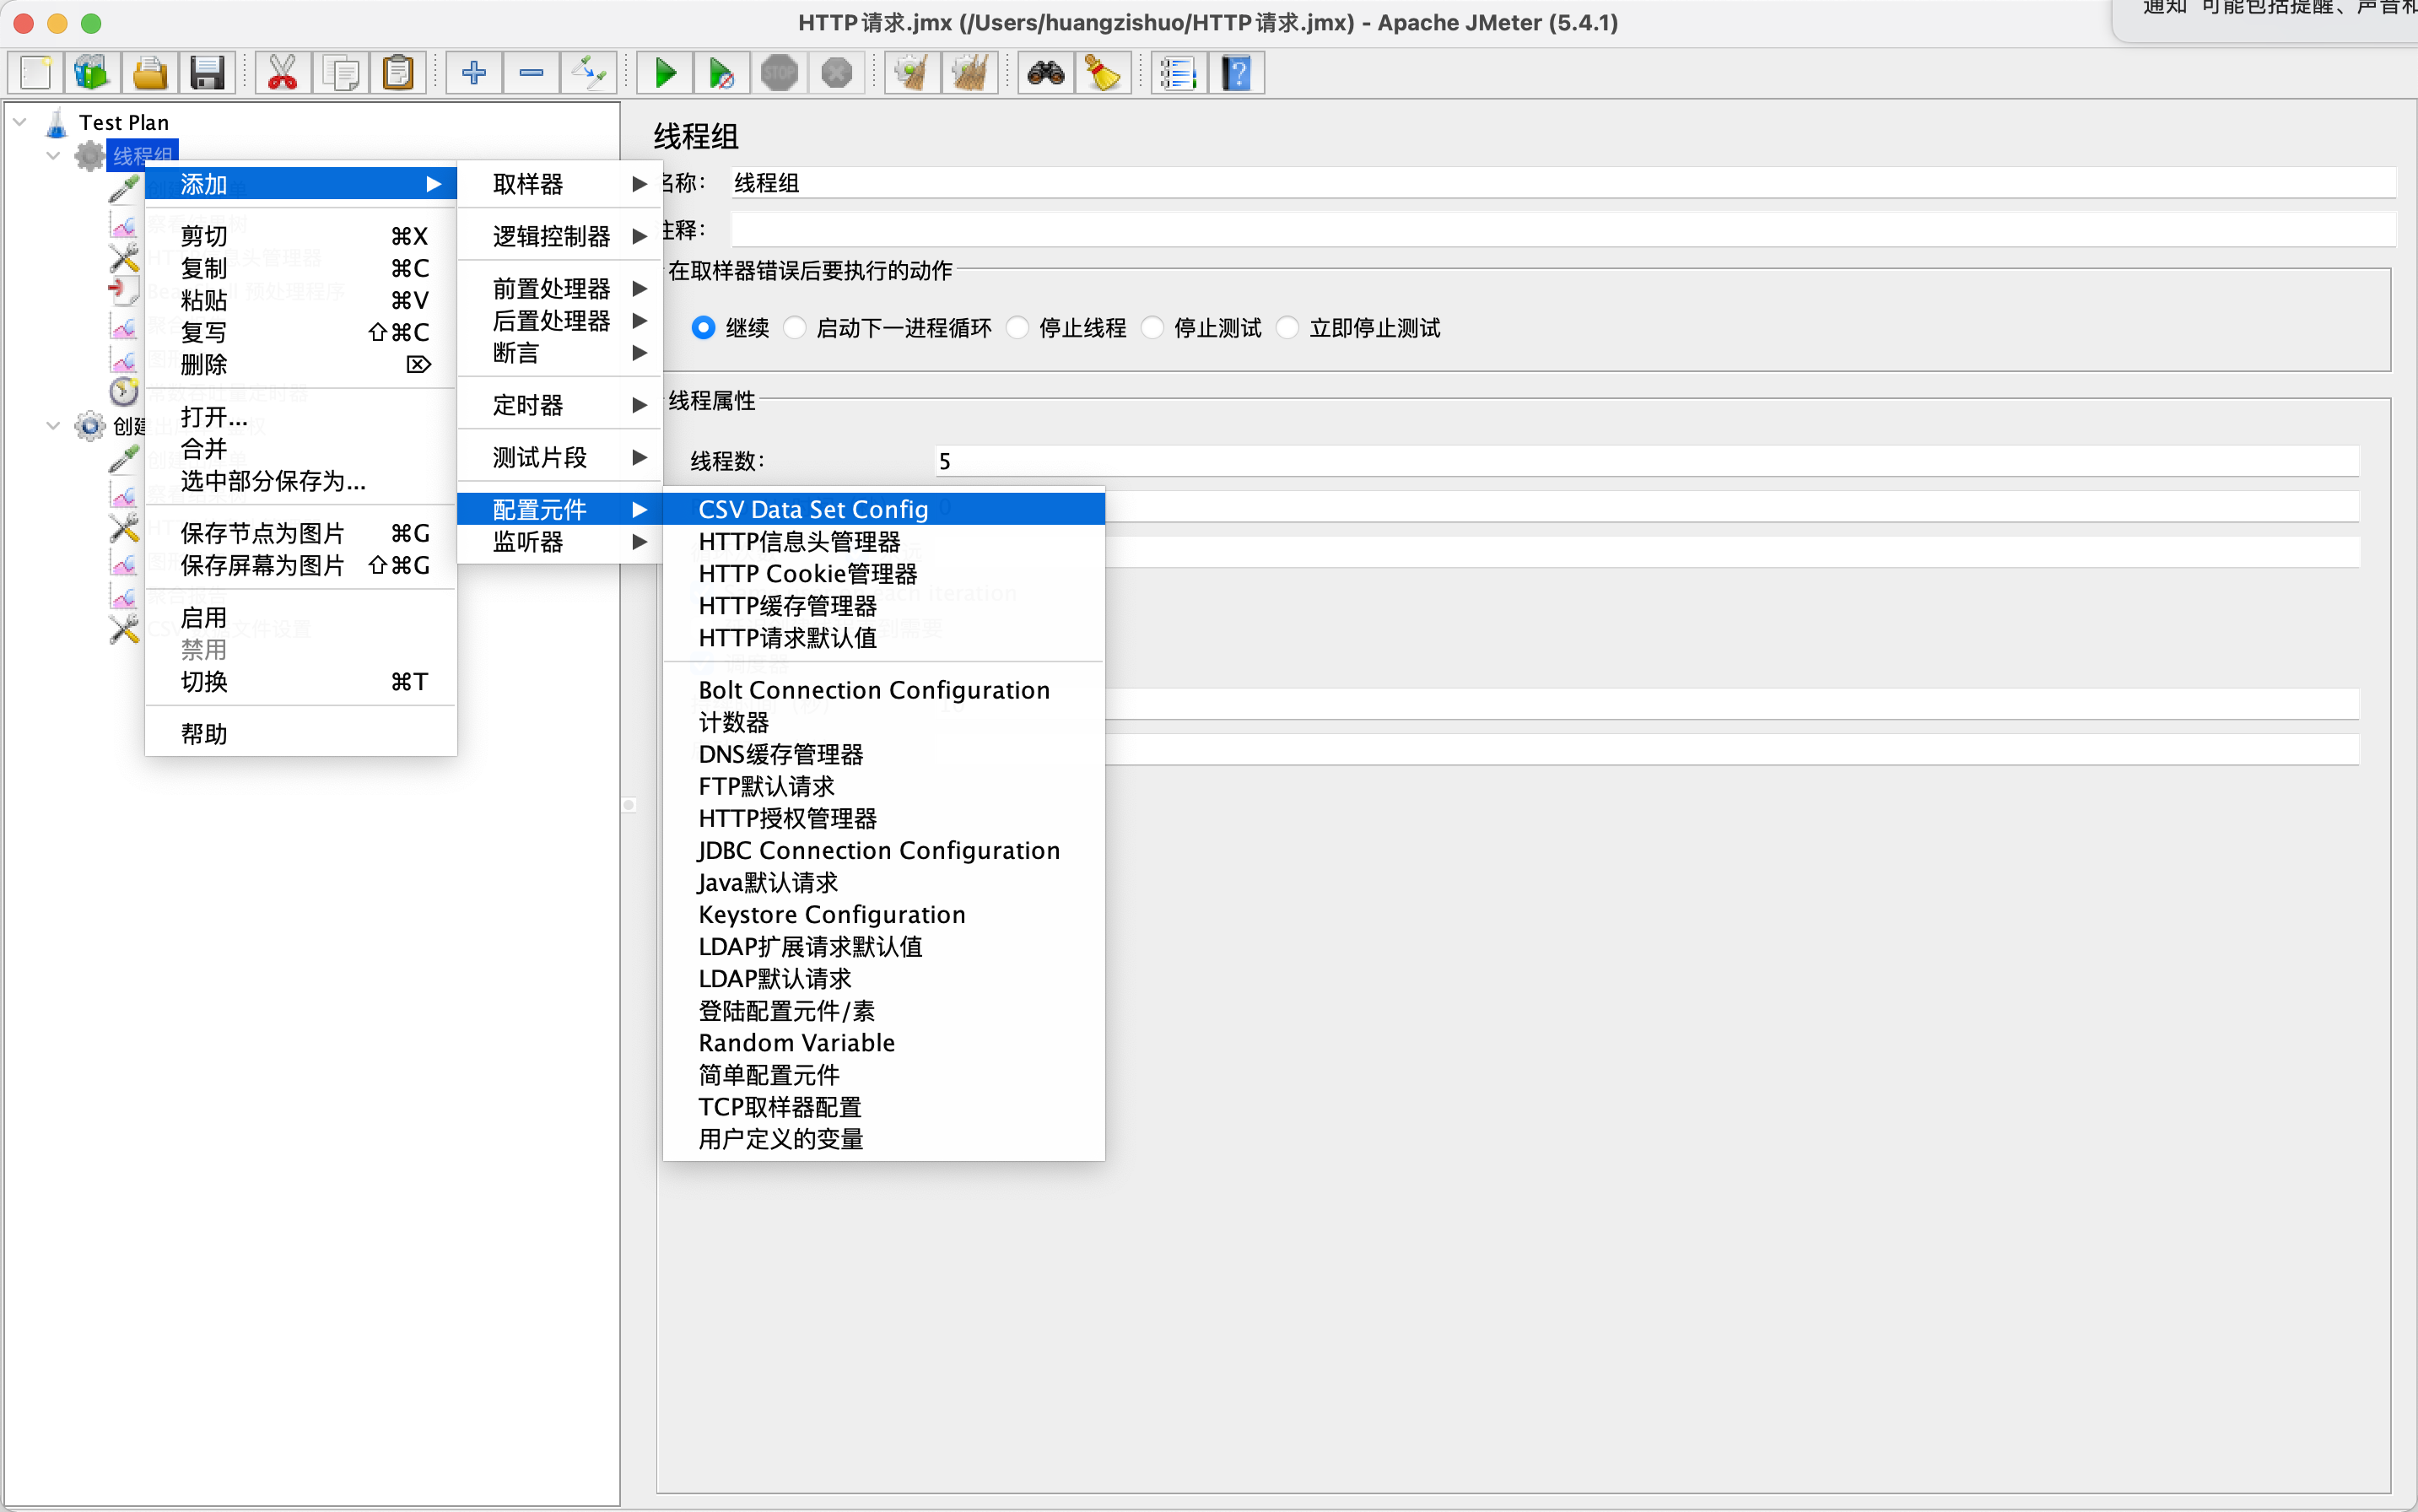 HTTP请求.jmx (/Users/huangzishuo/HTTP请求.jmx) - Apache JMeter (5.4.1)
通知 可能包括提醒、声音和
STOP
Test Plan
线程组
创建
添加
剪切 ⌘X
复制 ⌘C
粘贴 ⌘V
复写 ⇧⌘C
删除 ⌦
打开...
合并
选中部分保存为...
保存节点为图片 ⌘G
保存屏幕为图片 ⇧⌘G
启用
禁用
切换 ⌘T
帮助
取样器
逻辑控制器
前置处理器
后置处理器
断言
定时器
测试片段
配置元件
监听器
CSV Data Set Config
HTTP信息头管理器
HTTP Cookie管理器
HTTP缓存管理器
HTTP请求默认值
Bolt Connection Configuration
计数器
DNS缓存管理器
FTP默认请求
HTTP授权管理器
JDBC Connection Configuration
Java默认请求
Keystore Configuration
LDAP扩展请求默认值
LDAP默认请求
登陆配置元件/素
Random Variable
简单配置元件
TCP取样器配置
用户定义的变量
线程组
名称： 线程组
注释：
在取样器错误后要执行的动作
继续 启动下一进程循环 停止线程 停止测试 立即停止测试
线程属性
线程数： 5